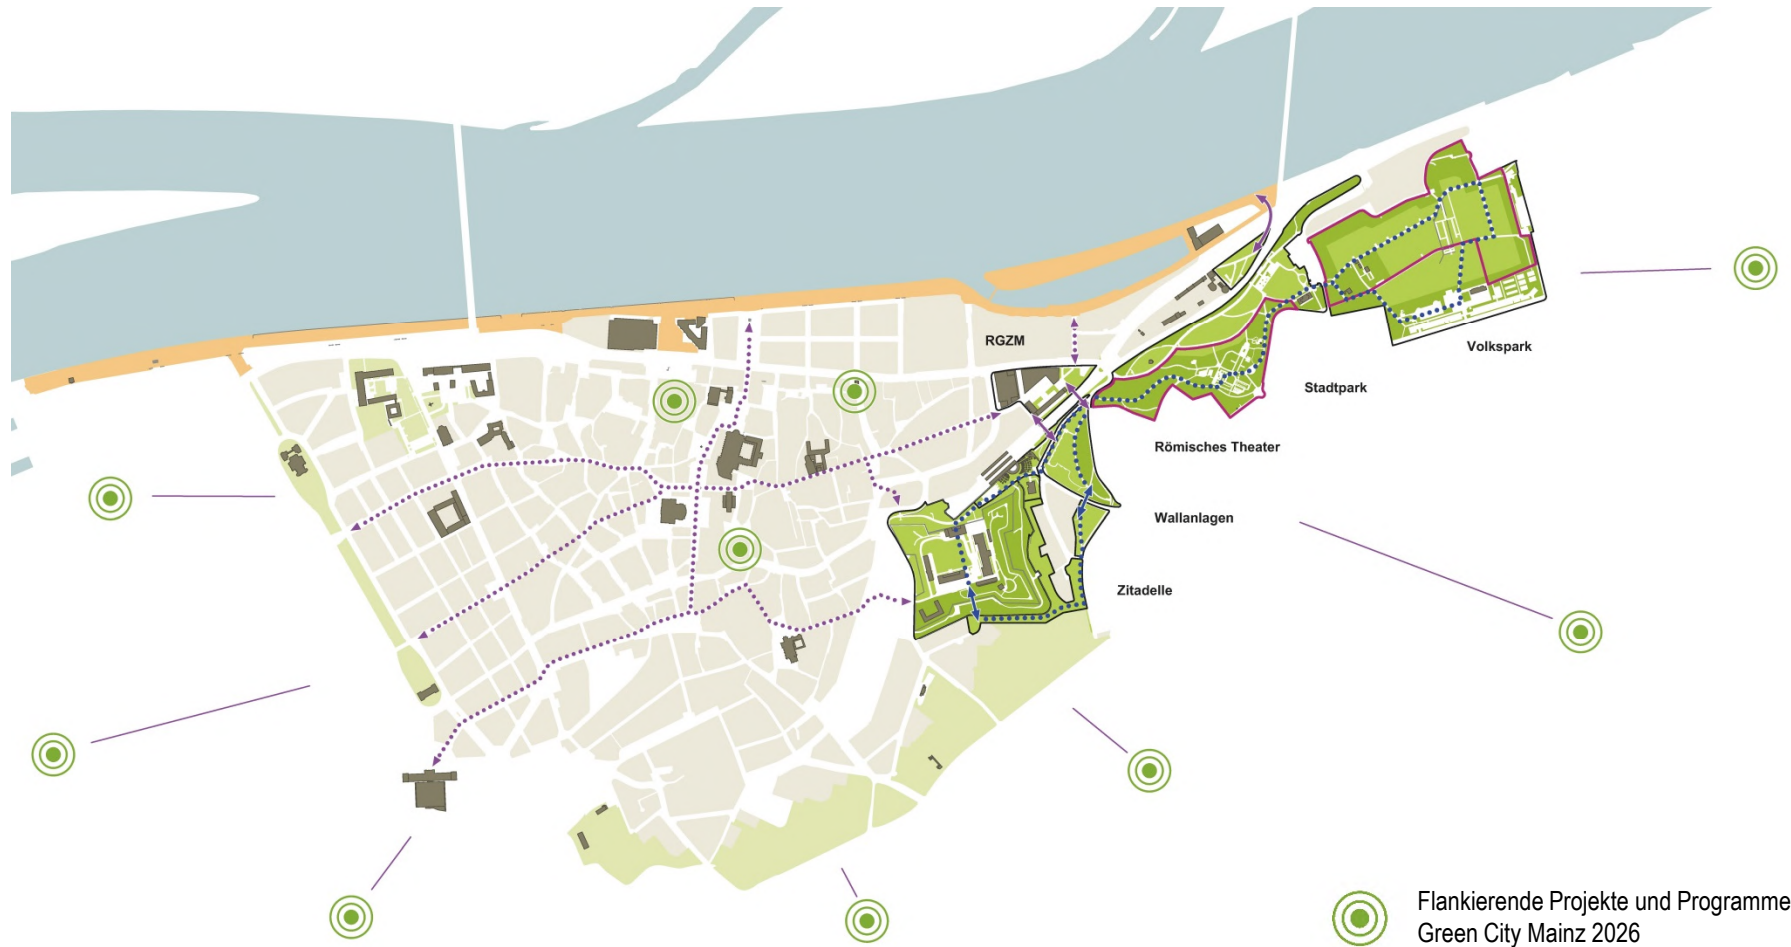 RGZM
Volkspark
Stadtpark
Römisches Theater
Wallanlagen
Zitadelle
Flankierende Projekte und Programme
Green City Mainz 2026